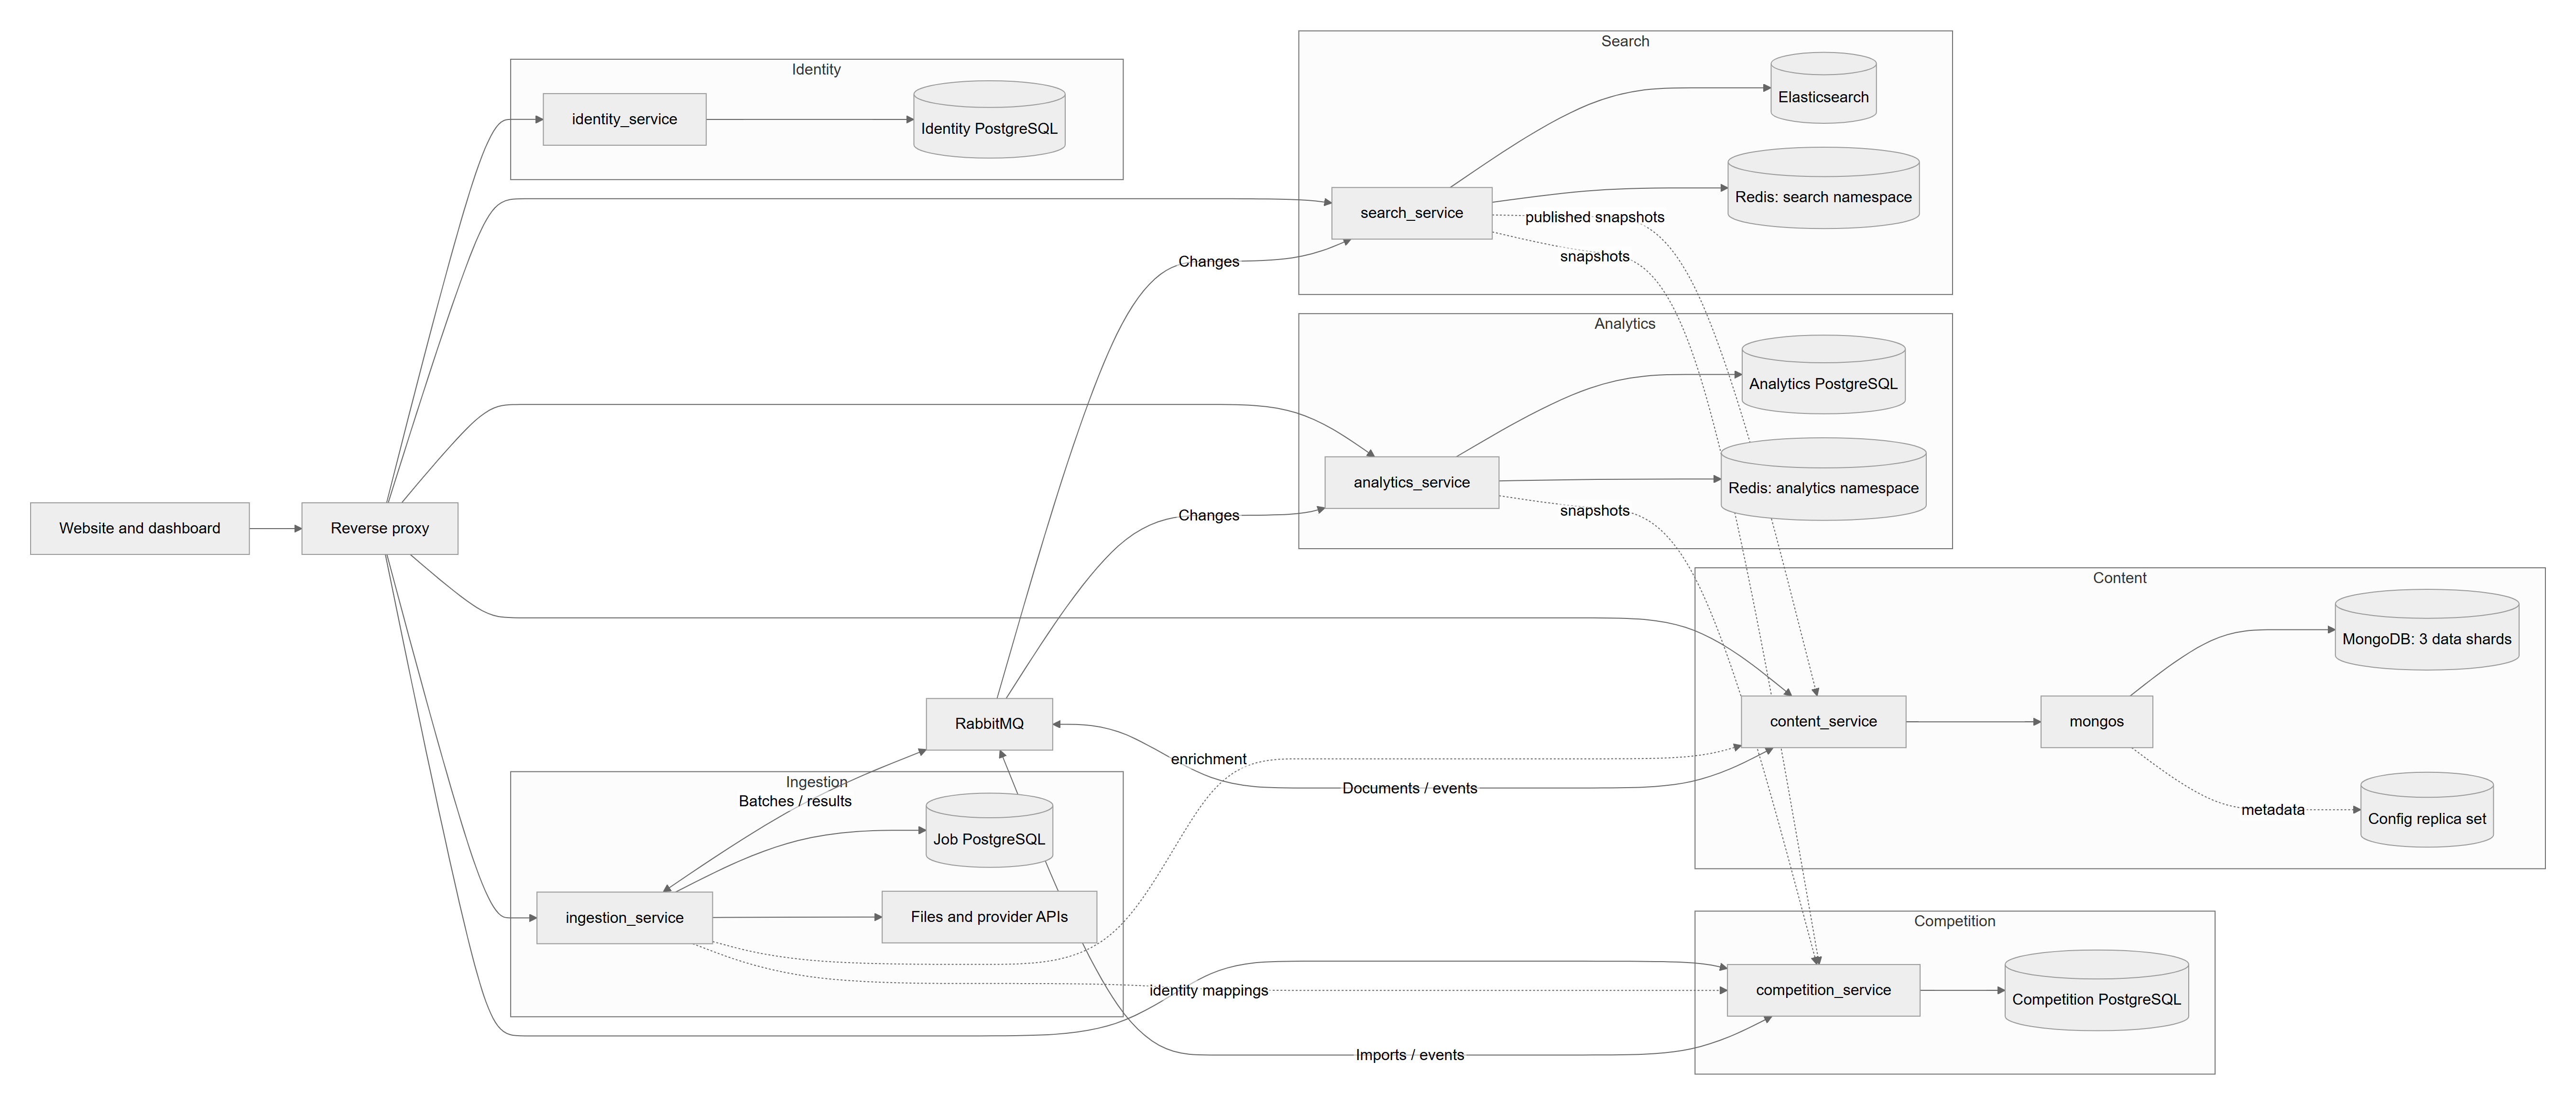 Search
Identity
Elasticsearch
identity_service
Identity PostgreSQL
Redis: search namespace
search_service
published snapshots
snapshots
Changes
Analytics
Analytics PostgreSQL
analytics_service
Redis: analytics namespace
snapshots
Changes
Website and dashboard
Reverse proxy
Content
MongoDB: 3 data shards
RabbitMQ
content_service
mongos
enrichment
Documents / events
Ingestion
Batches / results
Job PostgreSQL
metadata
Config replica set
ingestion_service
Files and provider APIs
Competition
identity mappings
competition_service
Competition PostgreSQL
Imports / events